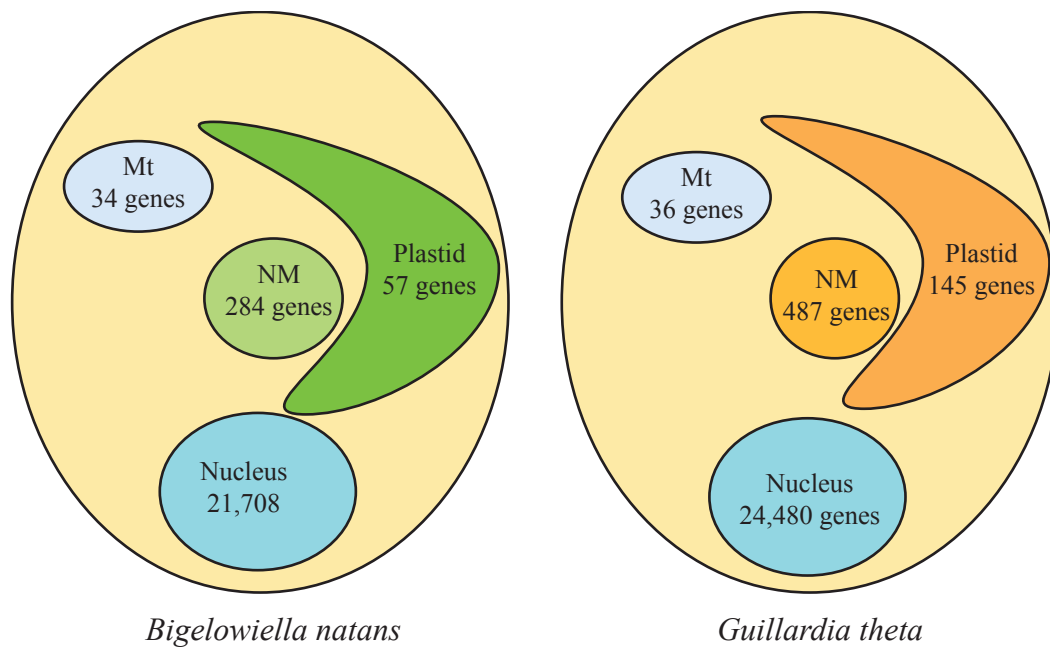 Mt
34 genes
NM
284 genes
Plastid
57 genes
Nucleus
21,708
Bigelowiella natans
Mt
36 genes
NM
487 genes
Plastid
145 genes
Nucleus
24,480 genes
Guillardia theta